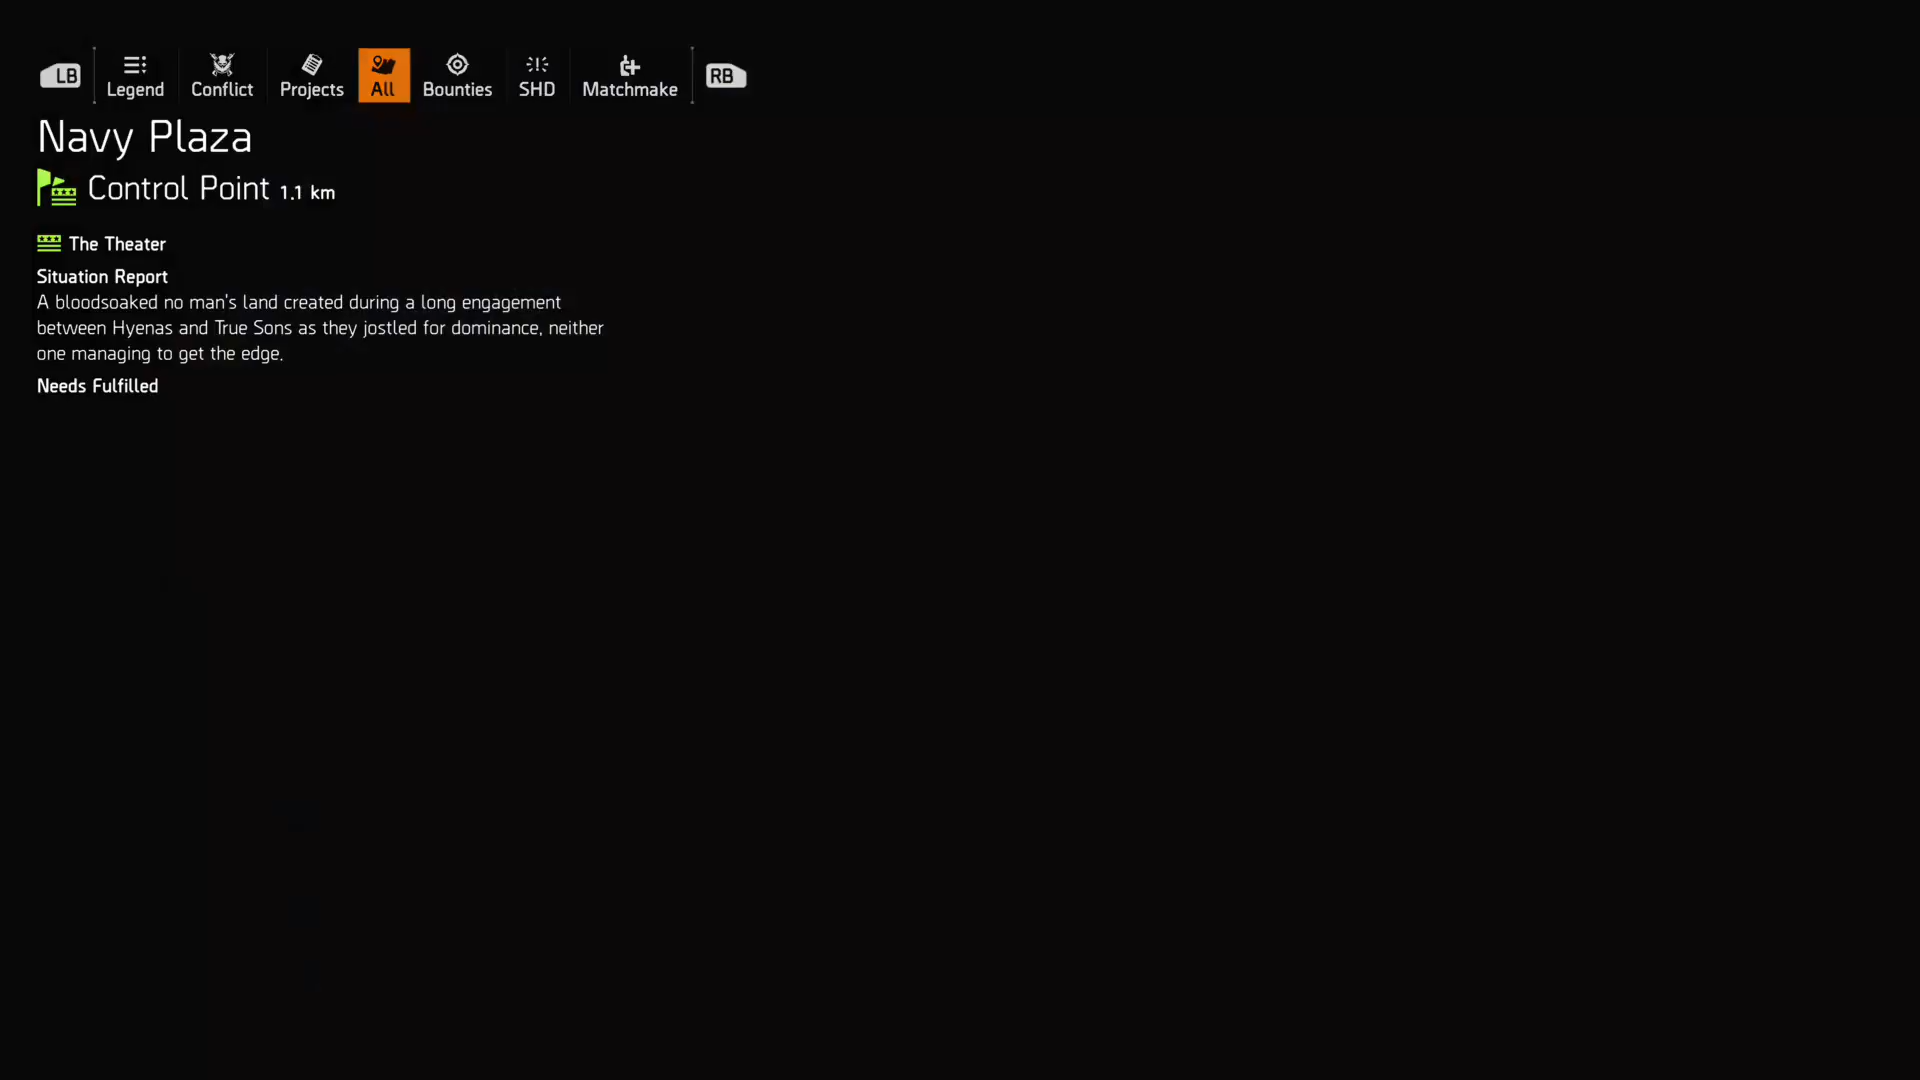 LB Legend Conflict Projects All Bounties SHD Matchmake RB
Navy Plaza
Control Point 1.1 km
The Theater
Situation Report
A bloodsoaked no man's land created during a long engagement
between Hyenas and True Sons as they jostled for dominance, neither
one managing to get the edge.
Needs Fulfilled